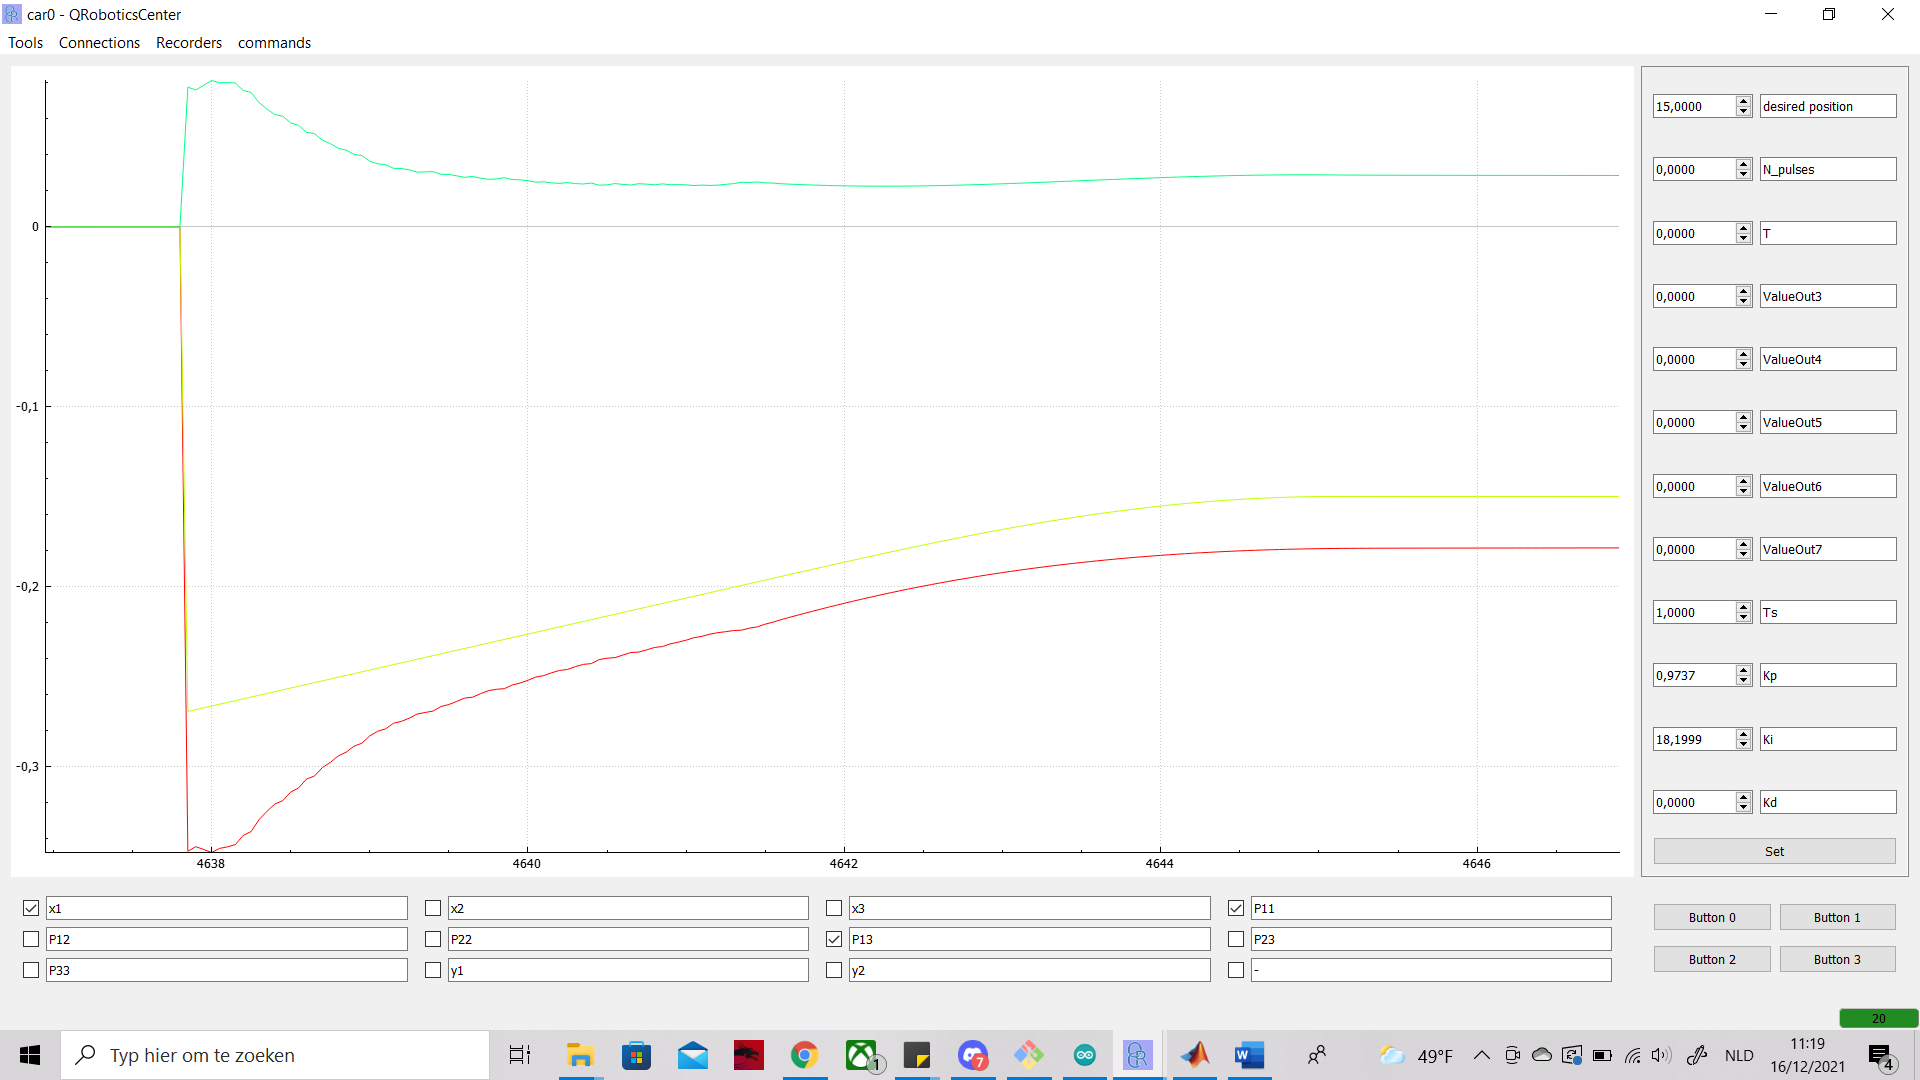 car0 - QRoboticsCenter
Tools Connections Recorders commands
0
-0,1
-0,2
-0,3
4638 4640 4642 4644 4646
15,0000 desired position
0,0000 N_pulses
0,0000 T
0,0000 ValueOut3
0,0000 ValueOut4
0,0000 ValueOut5
0,0000 ValueOut6
0,0000 ValueOut7
1,0000 Ts
0,9737 Kp
18,1999 Ki
0,0000 Kd
Set
x1 x2 x3 P11
P12 P22 P13 P23
P33 y1 y2 -
Button 0 Button 1
Button 2 Button 3
20
Typ hier om te zoeken
1
7
W
49°F
NLD
11:19
16/12/2021
4